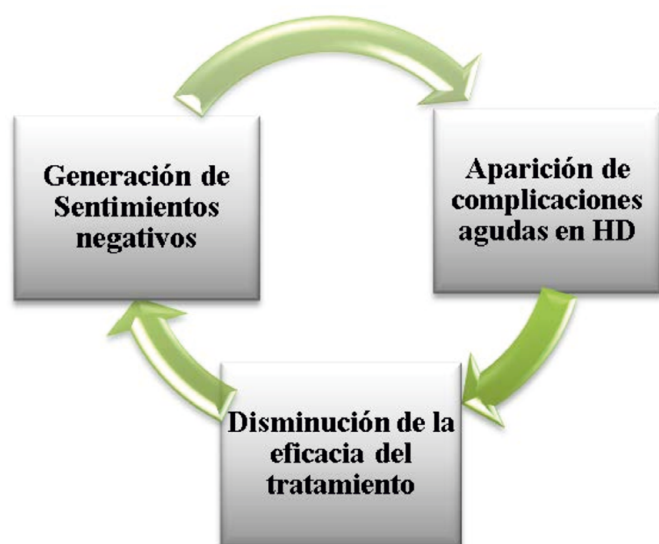 Generación de
Sentimientos
negativos
Aparición de
complicaciones
agudas en HD
Disminución de la
eficacia del
tratamiento